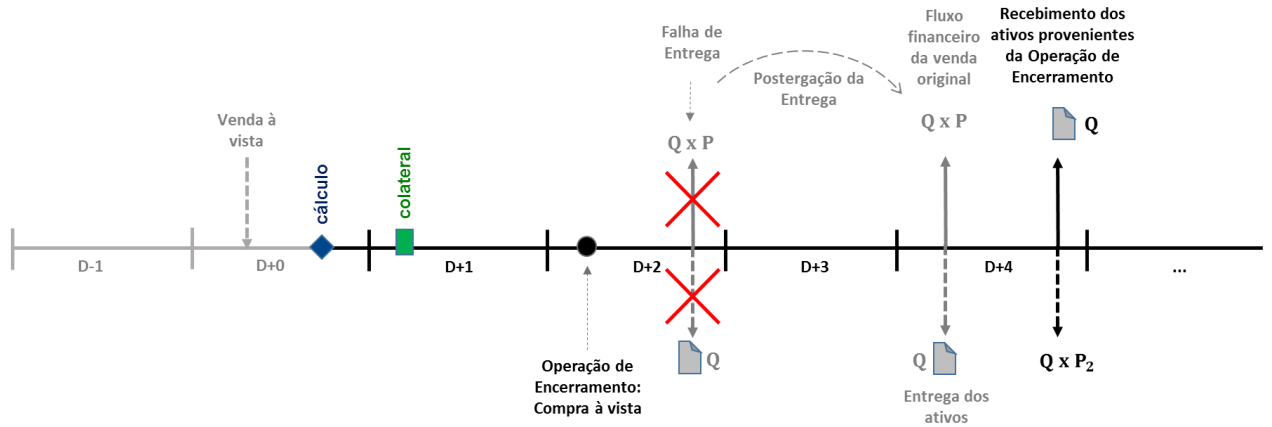 Falha de
Entrega
Fluxo
financeiro
da venda
original
Recebimento dos
ativos provenientes
da Operação de
Encerramento
Postergação da
Entrega
Venda à
vista
Q x P
Q x P
Q
cálculo
colateral
D-1
D+0
D+1
D+2
D+3
D+4
...
Operação de
Encerramento:
Compra à vista
Q
Q
Q x P₂
Entrega dos
ativos